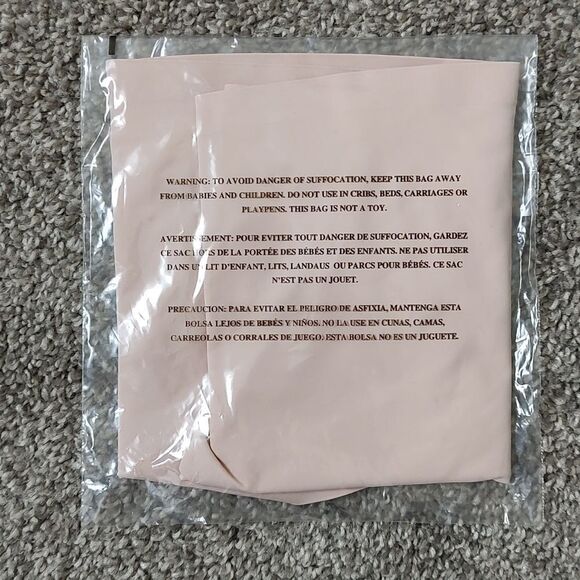 WARNING: TO AVOID DANGER OF SUFFOCATION, KEEP THIS BAG AWAY
FROM BABIES AND CHILDREN. DO NOT USE IN CRIBS, BEDS, CARRIAGES OR
PLAYPENS. THIS BAG IS NOT A TOY.
AVERTISSEMENT: POUR EVITER TOUT DANGER DE SUFFOCATION, GARDEZ
CE SAC HORS DE LA PORTÉE DES BÉBÉS ET DES ENFANTS. NE PAS UTILISER
DANS UN LIT D'ENFANT, LITS, LANDAUS OU PARCS POUR BÉBÉS. CE SAC
N'EST PAS UN JOUET.
PRECAUCION: PARA EVITAR EL PELIGRO DE ASFIXIA, MANTENGA ESTA
BOLSA LEJOS DE BEBÉS Y NIÑOS. NO LA USE EN CUNAS, CAMAS,
CARREOLAS O CORRALES DE JUEGO. ESTA BOLSA NO ES UN JUGUETE.